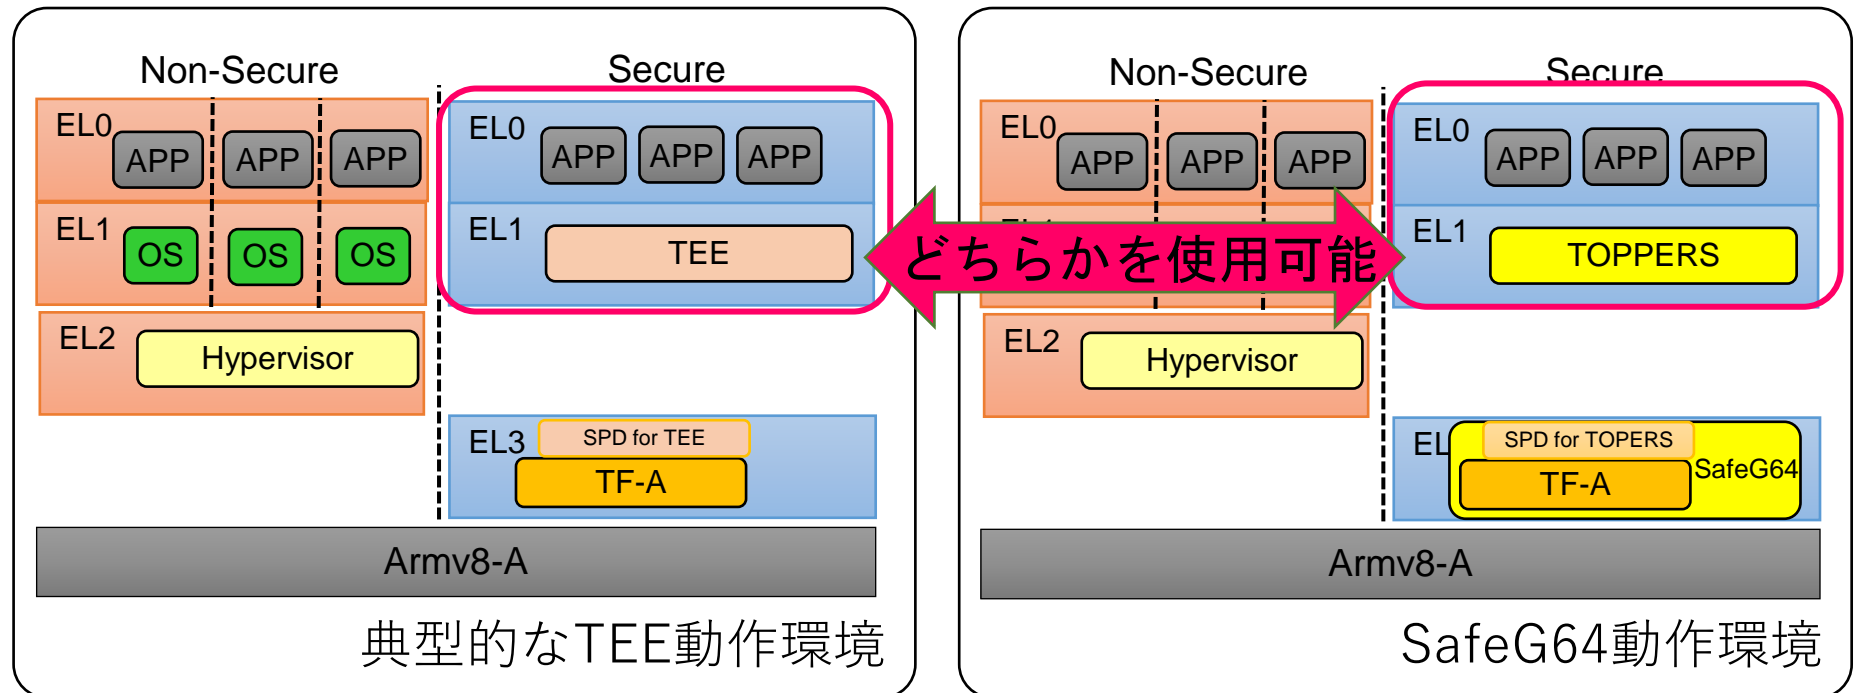 Non-Secure
Secure
EL0
APP
APP
APP
EL0
APP
APP
APP
EL1
OS
OS
OS
EL1
TEE
EL2
Hypervisor
EL3
SPD for TEE
TF-A
Armv8-A
典型的なTEE動作環境
どちらかを使用可能
Non-Secure
Secure
EL0
APP
APP
APP
EL0
APP
APP
APP
EL1
TOPPERS
EL2
Hypervisor
EL
SPD for TOPERS
TF-A
SafeG64
Armv8-A
SafeG64動作環境